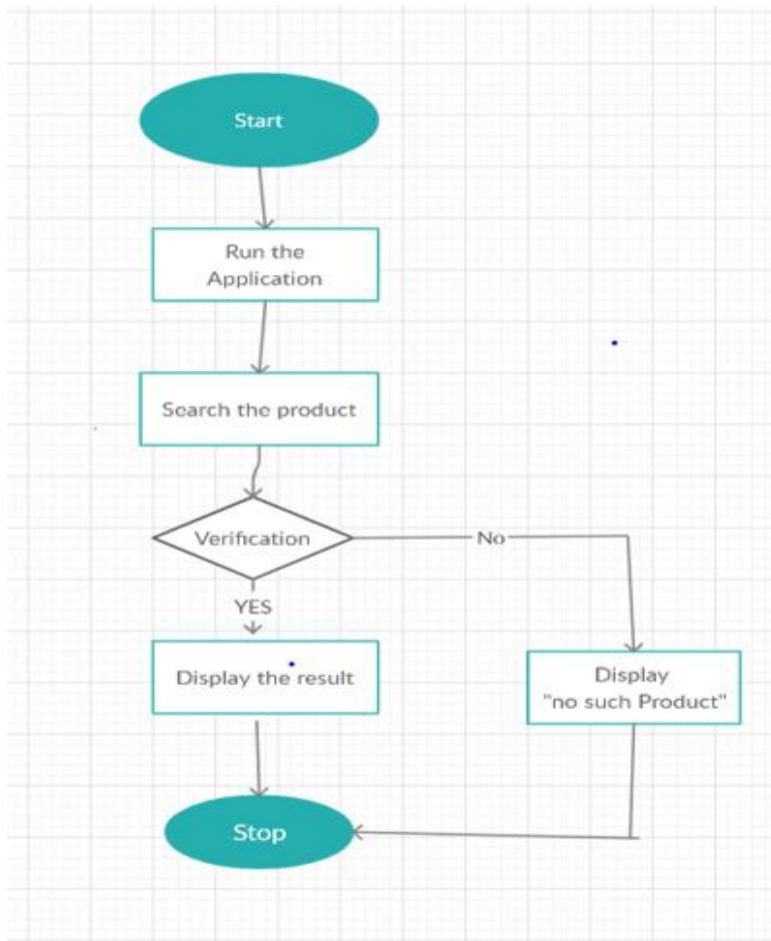 Start
Run the
Application
Search the product
Verification
No
YES
Display the result
Display
"no such Product"
Stop